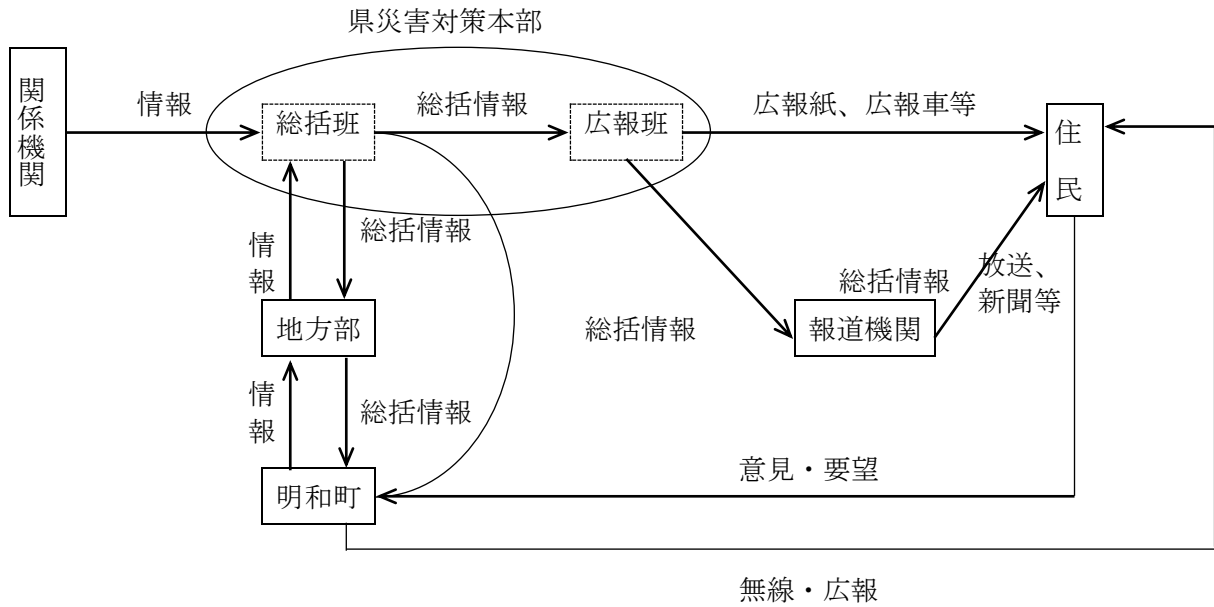 県災害対策本部
関係機関
情報
総括班
総括情報
広報班
広報紙、広報車等
住民
情報
総括情報
放送、
新聞等
総括情報
地方部
総括情報
報道機関
情報
総括情報
意見・要望
明和町
無線・広報